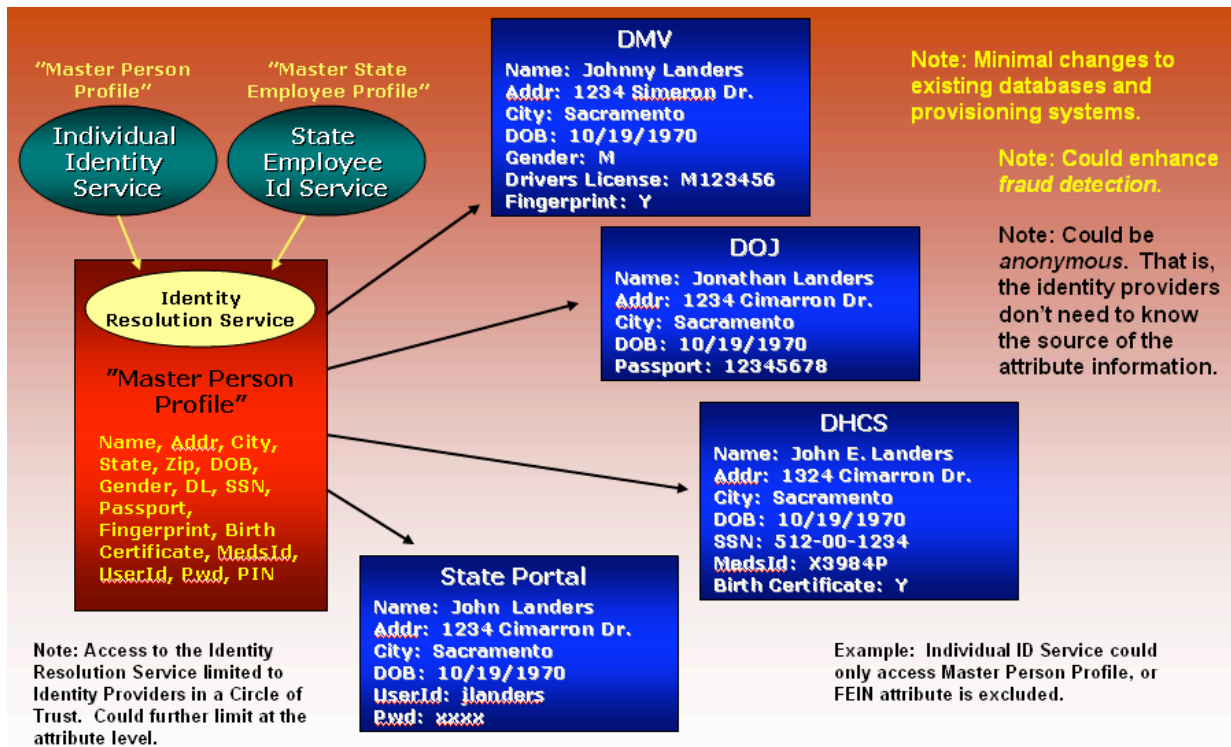 "Master Person
Profile"
"Master State
Employee Profile"
Individual
Identity
Service
State
Employee
Id Service
Identity
Resolution Service
"Master Person
Profile"
Name, Addr, City,
State, Zip, DOB,
Gender, DL, SSN,
Passport,
Fingerprint, Birth
Certificate, MedsId,
UserId, Pwd, PIN
Note: Access to the Identity
Resolution Service limited to
Identity Providers in a Circle of
Trust.  Could further limit at the
attribute level.
DMV
Name: Johnny Landers
Addr: 1234 Simeron Dr.
City: Sacramento
DOB: 10/19/1970
Gender: M
Drivers License: M123456
Fingerprint: Y
DOJ
Name: Jonathan Landers
Addr: 1234 Cimarron Dr.
City: Sacramento
DOB: 10/19/1970
Passport: 12345678
DHCS
Name: John E. Landers
Addr: 1324 Cimarron Dr.
City: Sacramento
DOB: 10/19/1970
SSN: 512-00-1234
MedsId: X3984P
Birth Certificate: Y
State Portal
Name: John Landers
Addr: 1234 Cimarron Dr.
City: Sacramento
DOB: 10/19/1970
UserId: jlanders
Pwd: xxxx
Note: Minimal changes to
existing databases and
provisioning systems.
Note: Could enhance
fraud detection.
Note: Could be
anonymous.  That is,
the identity providers
don't need to know
the source of the
attribute information.
Example:  Individual ID Service could
only access Master Person Profile, or
FEIN attribute is excluded.